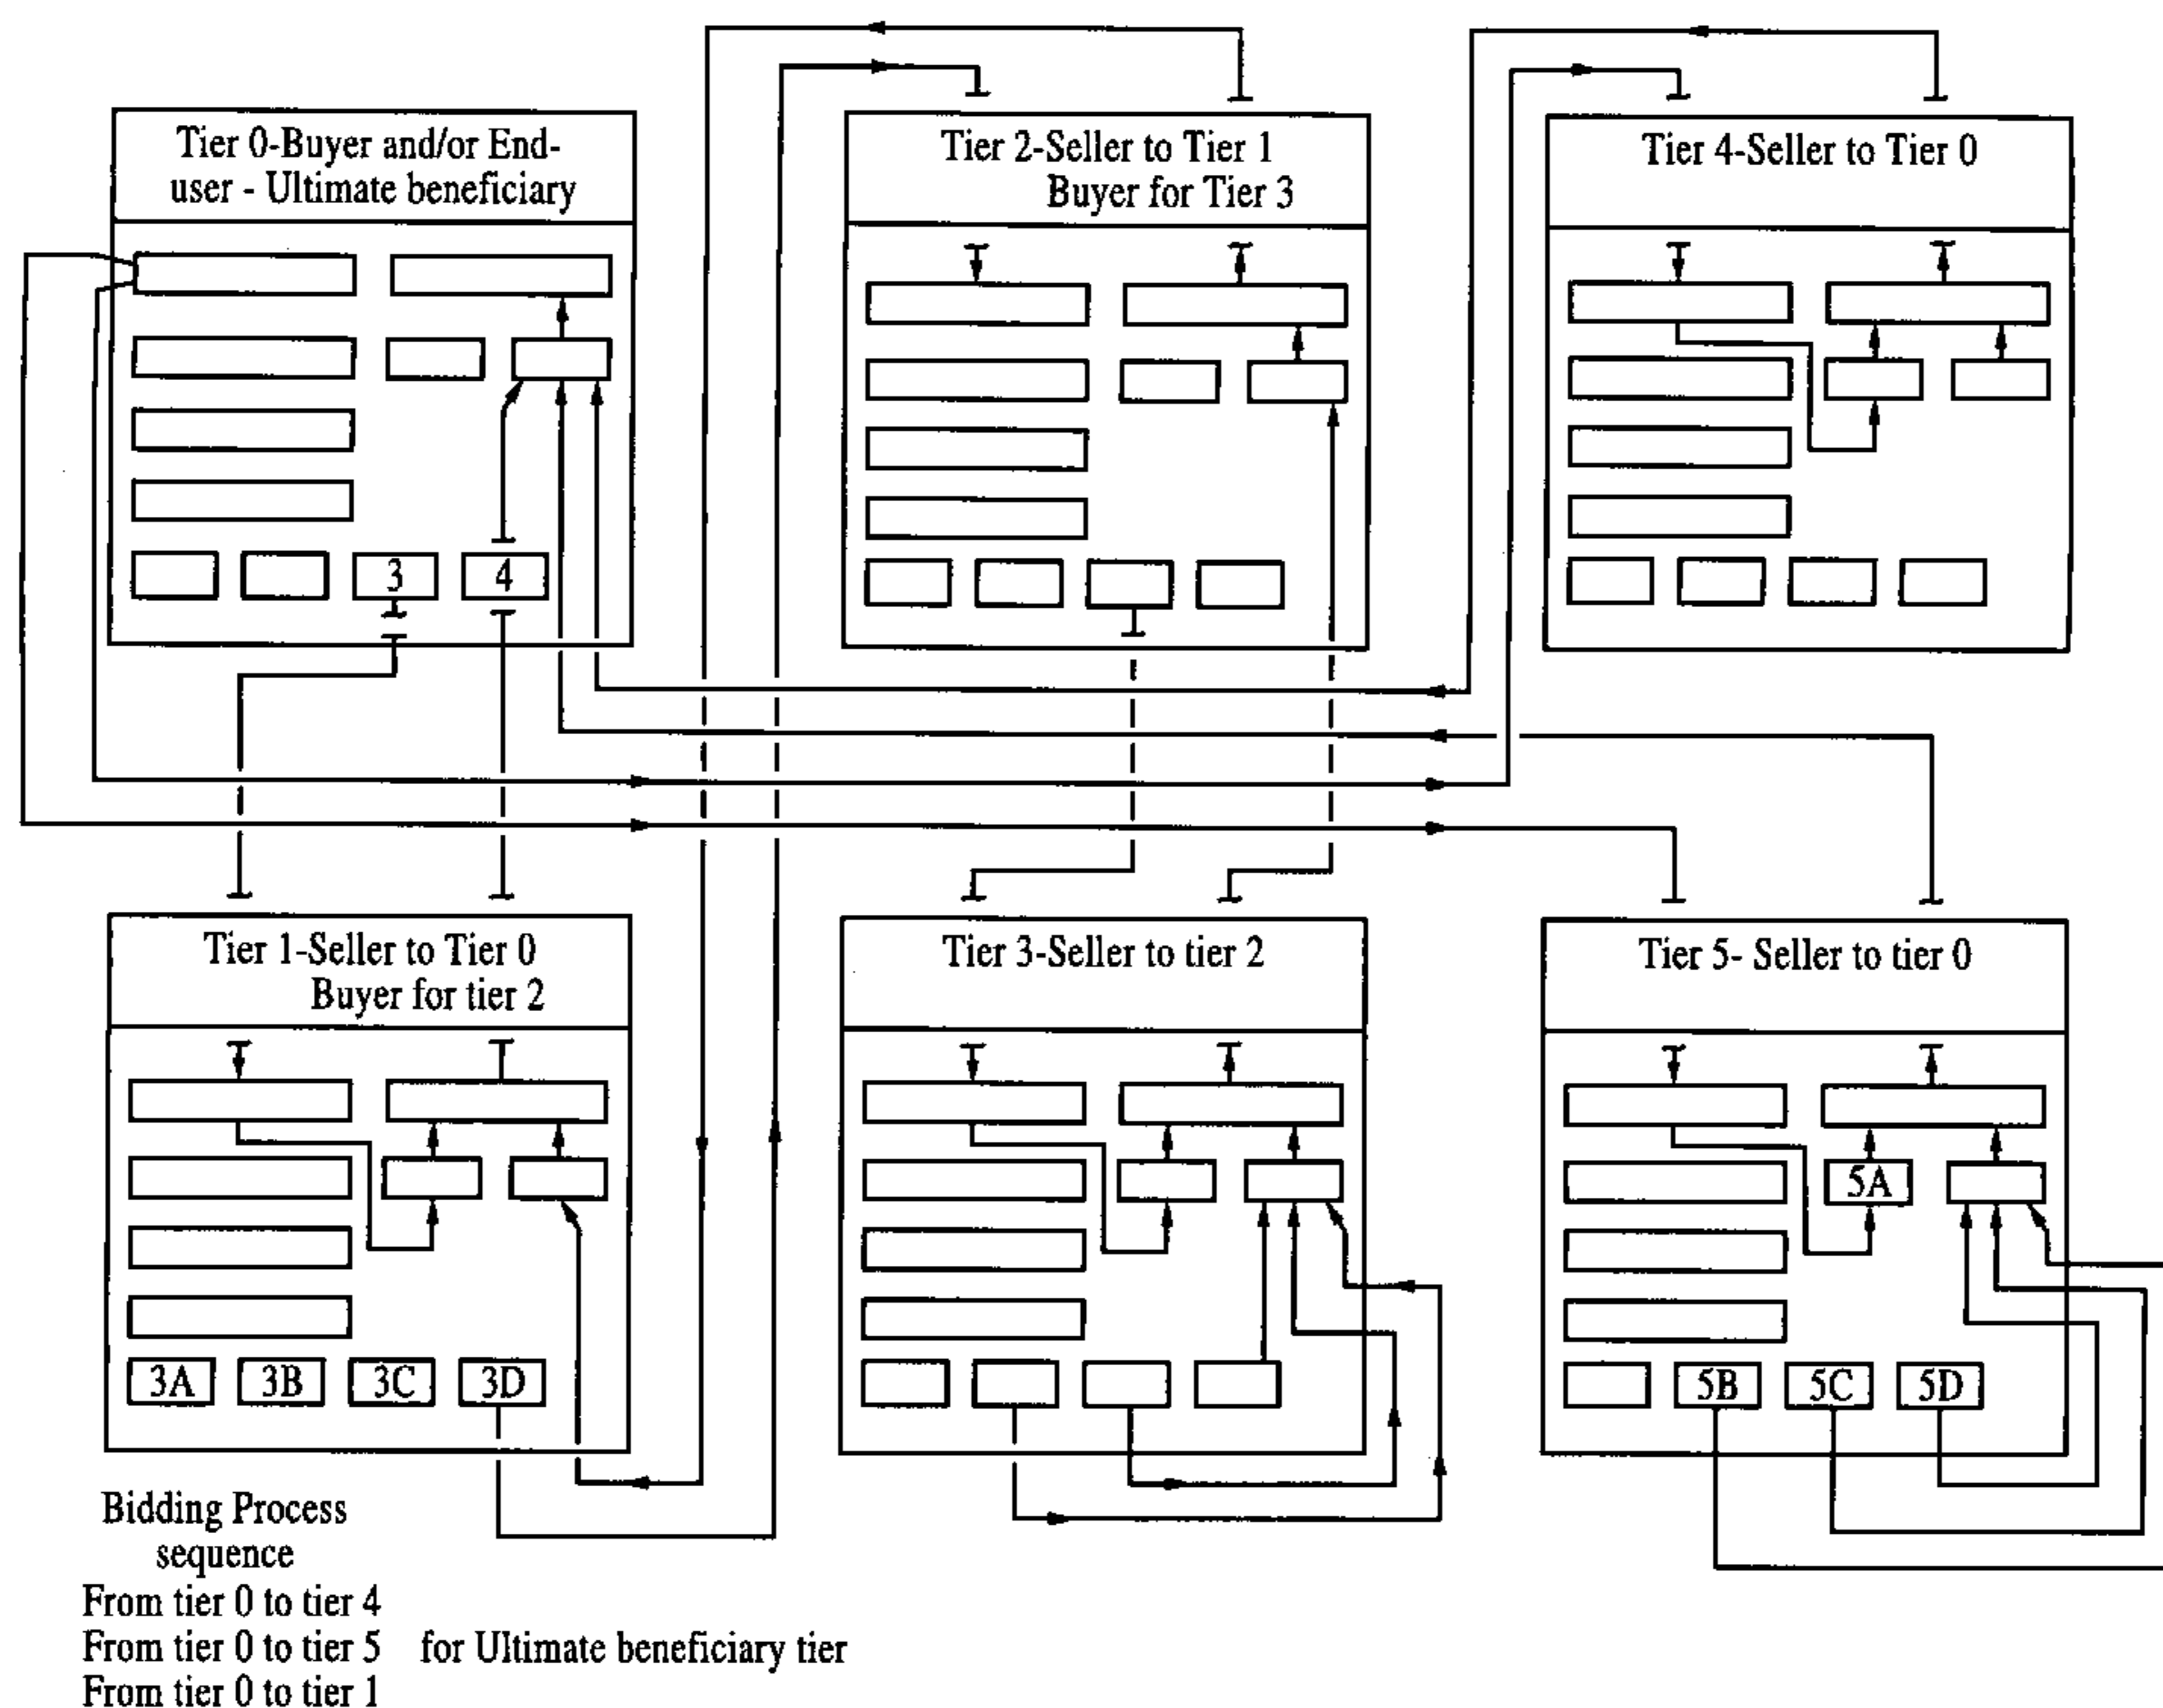 Tier 0-Buyer and/or End-
user - Ultimate beneficiary
3
4
Tier 2-Seller to Tier 1
Buyer for Tier 3
Tier 4-Seller to Tier 0
Tier 1-Seller to Tier 0
Buyer for tier 2
3A 3B 3C 3D
Tier 3-Seller to tier 2
Tier 5- Seller to tier 0
5A
5B 5C 5D
Bidding Process
sequence
From tier 0 to tier 4
From tier 0 to tier 5 for Ultimate beneficiary tier
From tier 0 to tier 1